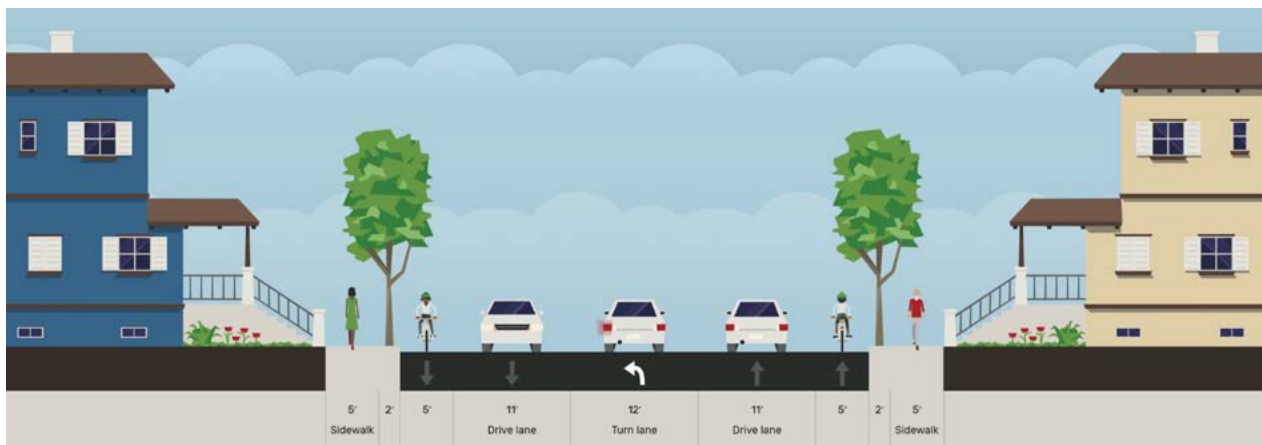 5' 2' 5' 11' 12' 11' 5' 2' 5'
Sidewalk Drive lane Turn lane Drive lane Sidewalk